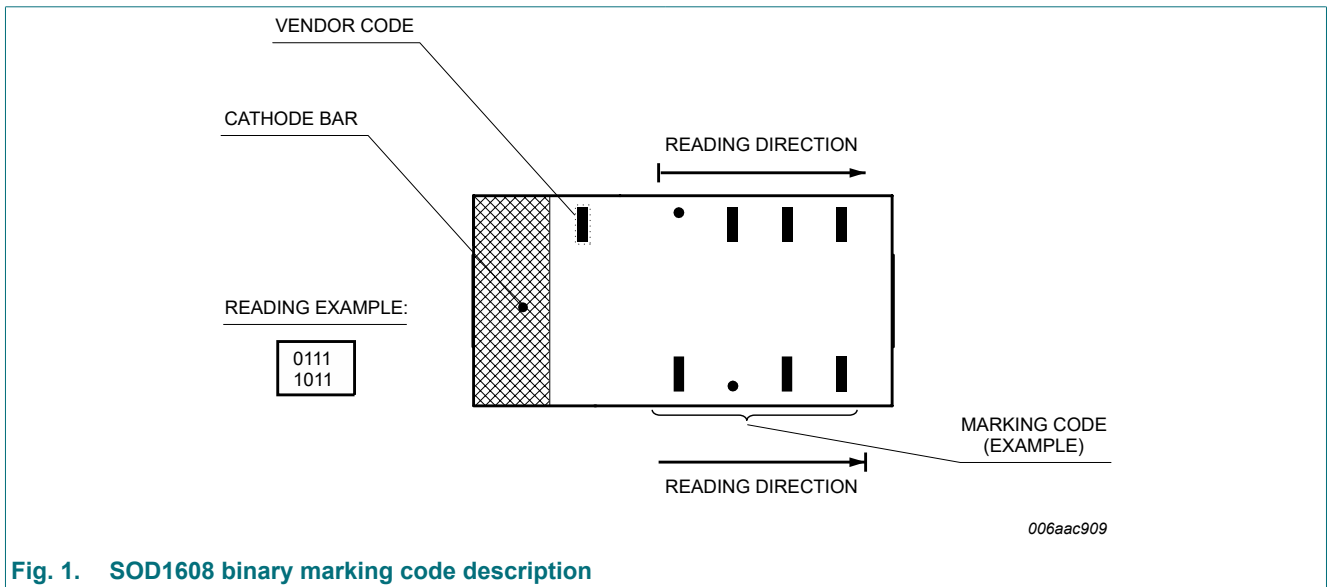 VENDOR CODE
CATHODE BAR
READING DIRECTION
READING EXAMPLE:
0111
1011
MARKING CODE
(EXAMPLE)
READING DIRECTION
006aac909
Fig. 1. SOD1608 binary marking code description